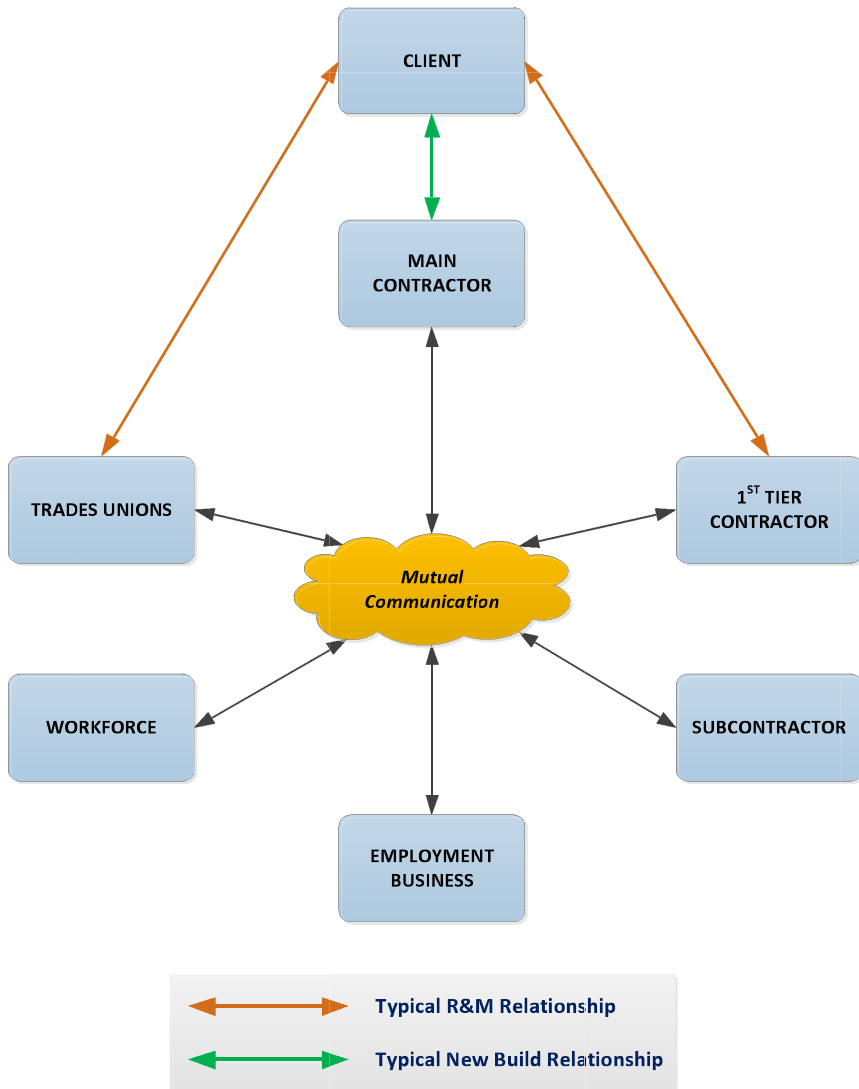 CLIENT
MAIN
CONTRACTOR
TRADES UNIONS
1ST TIER
CONTRACTOR
Mutual
Communication
WORKFORCE
SUBCONTRACTOR
EMPLOYMENT
BUSINESS
Typical R&M Relationship
Typical New Build Relationship